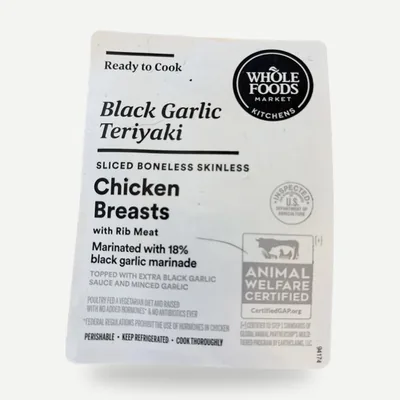 Ready to Cook
WHOLE
FOODS
MARKET
KITCHENS
Black Garlic
Teriyaki
SLICED BONELESS SKINLESS
Chicken
Breasts
with Rib Meat
INSPECTED
U.S.
DEPARTMENT OF
AGRICULTURE
Marinated with 18%
black garlic marinade
TOPPED WITH EXTRA BLACK GARLIC
SAUCE AND MINCED GARLIC
ANIMAL
WELFARE
CERTIFIED
CertifiedGAP.org
POULTRY FED A VEGETARIAN DIET AND RAISED
WITH NO ADDED HORMONES* & NO ANTIBIOTICS EVER
*FEDERAL REGULATIONS PROHIBIT THE USE OF HORMONES IN CHICKEN
PERISHABLE • KEEP REFRIGERATED • COOK THOROUGHLY
94174